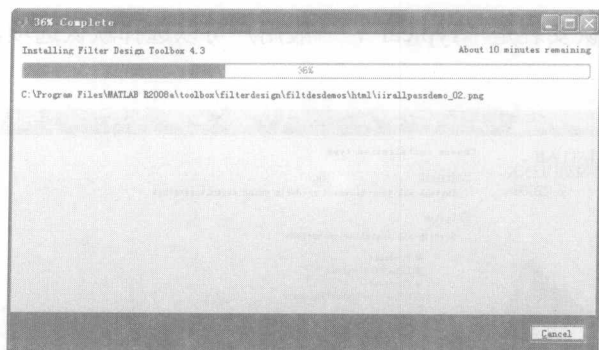 36% Complete
Installing Filter Design Toolbox 4.3
About 10 minutes remaining
36%
C:\Program Files\MATLAB R2008a\toolbox\filterdesign\filtdesdemos\html\iirallpassdemo_02.png
Cancel